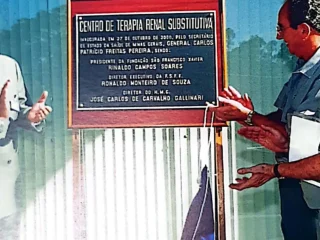 CENTRO DE TERAPIA RENAL SUBSTITUTIVA
INAUGURADA EM 27 DE OUTUBRO DE 2000, PELO SECRETÁRIO
DE ESTADO DA SAÚDE DE MINAS GERAIS, GENERAL CARLOS
PATRÍCIO FREITAS PEREIRA, SENDO:
PRESIDENTE DA FUNDAÇÃO SÃO FRANCISCO XAVIER
RINALDO CAMPOS SOARES
DIRETOR EXECUTIVO DA F.S.F.X.
RONALDO MONTEIRO DE SOUZA
DIRETOR DO H.M.C.
JOSÉ CARLOS DE CARVALHO GALLINARI